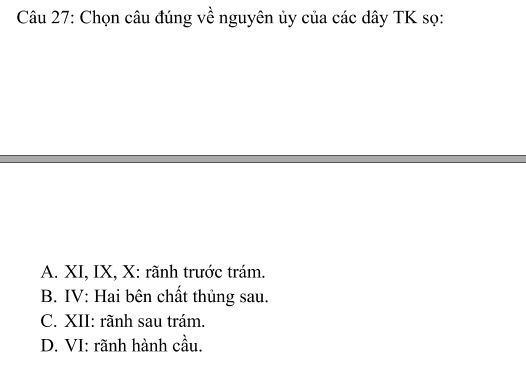 Câu 27: Chọn câu đúng về nguyên ủy của các dây TK sọ:
A. XI, IX, X: rãnh trước trám.
B. IV: Hai bên chất thủng sau.
C. XII: rãnh sau trám.
D. VI: rãnh hành cầu.